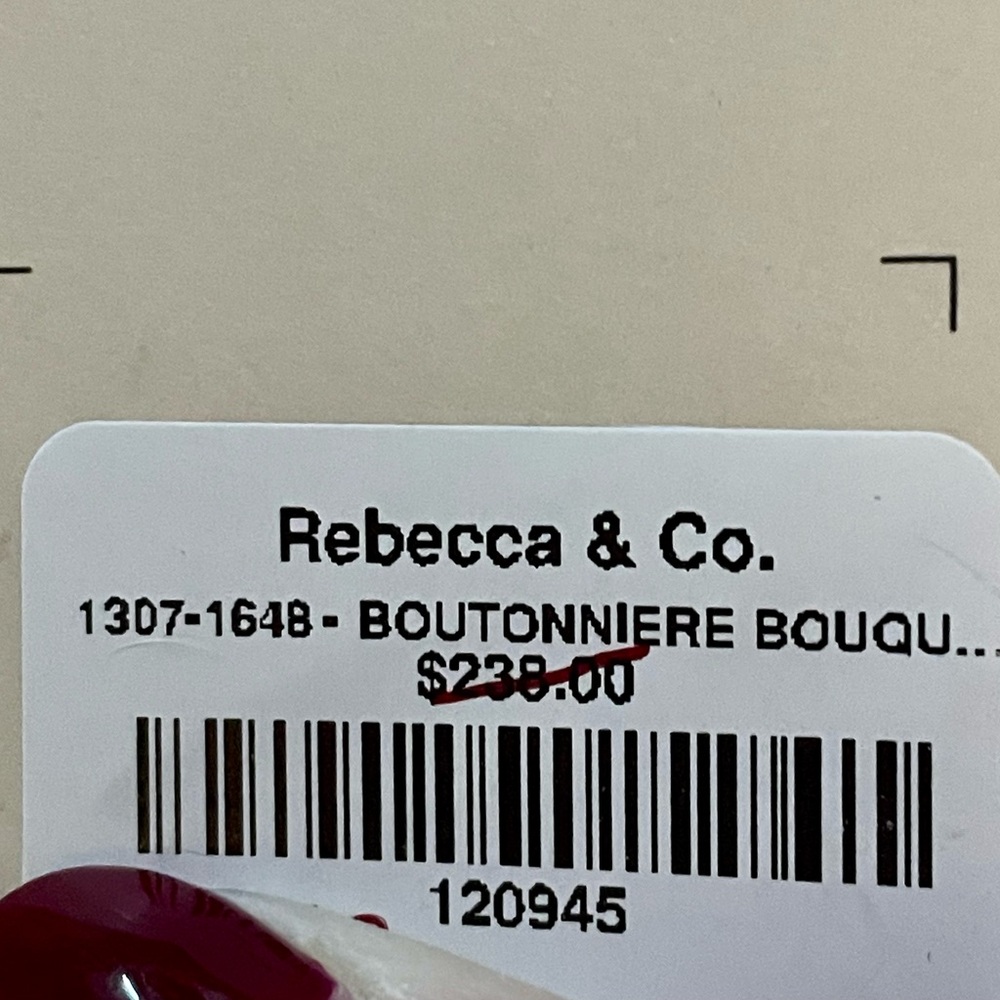 Rebecca & Co.
1307-1648- BOUTONNIERE BOUQU...
$238.00
120945